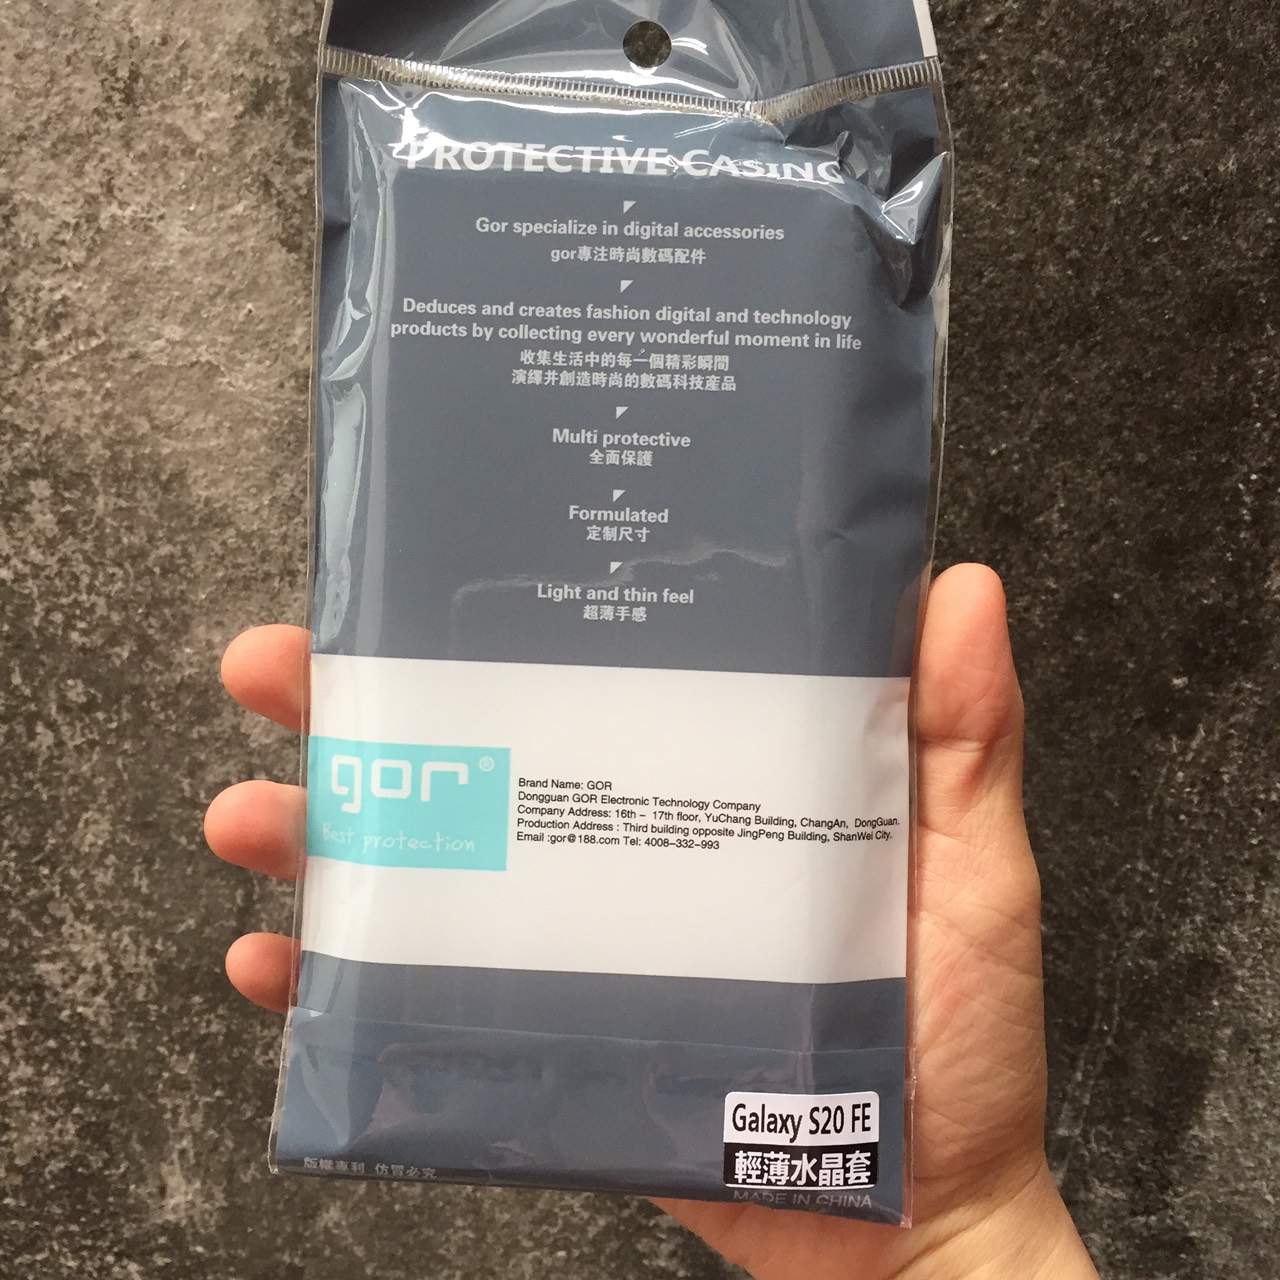 PROTECTIVE CASING
Gor specialize in digital accessories
gor專注時尚數碼配件
Deduces and creates fashion digital and technology
products by collecting every wonderful moment in life
收集生活中的每一個精彩瞬間
演繹并創造時尚的數碼科技產品
Multi protective
全面保護
Formulated
定制尺寸
Light and thin feel
超薄手感
gor®
Best protection
Brand Name: GOR
Dongguan GOR Electronic Technology Company
Company Address: 16th – 17th floor, YuChang Building, ChangAn, DongGuan.
Production Address : Third building opposite JingPeng Building, ShanWei City.
Email :gor@188.com Tel: 4008–332–993
Galaxy S20 FE
輕薄水晶套
版權專利 仿冒必究
MADE IN CHINA